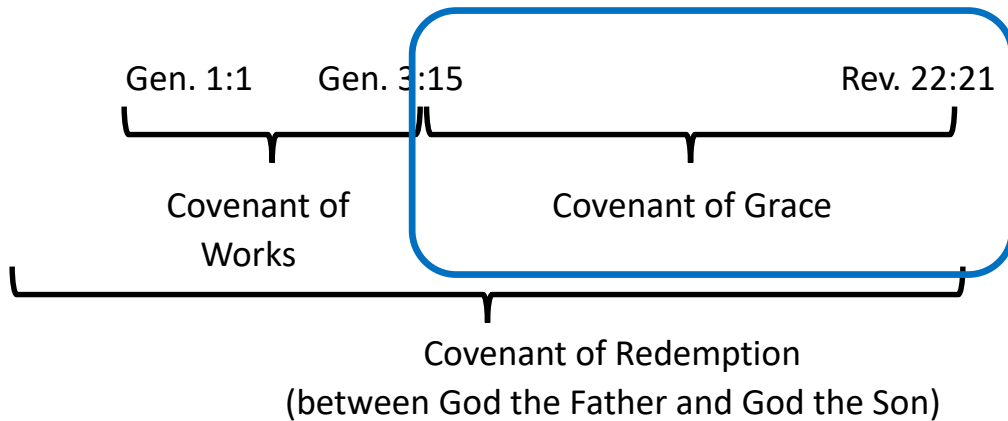 Gen. 1:1 Gen. 3:15 Rev. 22:21
Covenant of
Works
Covenant of Grace
Covenant of Redemption
(between God the Father and God the Son)